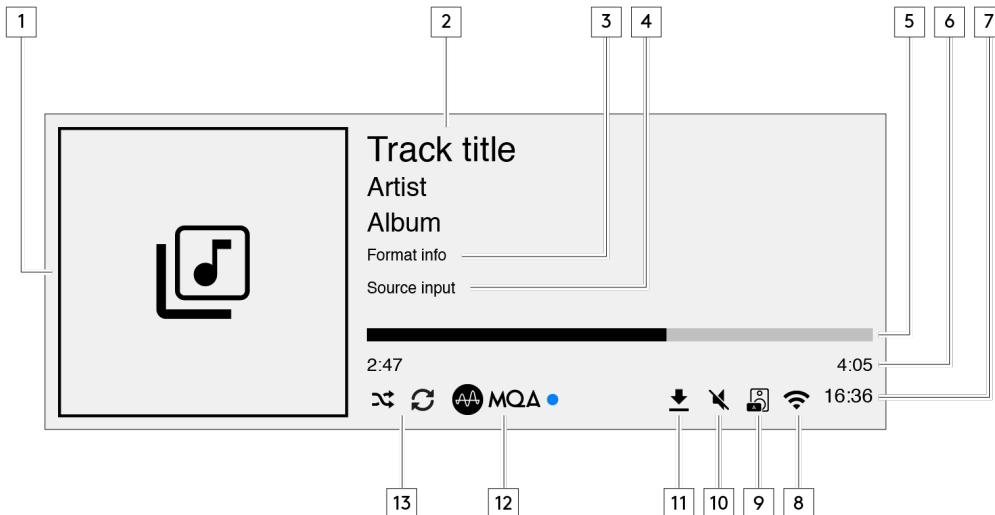 1
2
3
4
5
6
7
Track title
Artist
Album
Format info
Source input
2:47
4:05
MQA
A
16:36
13
12
11
10
9
8